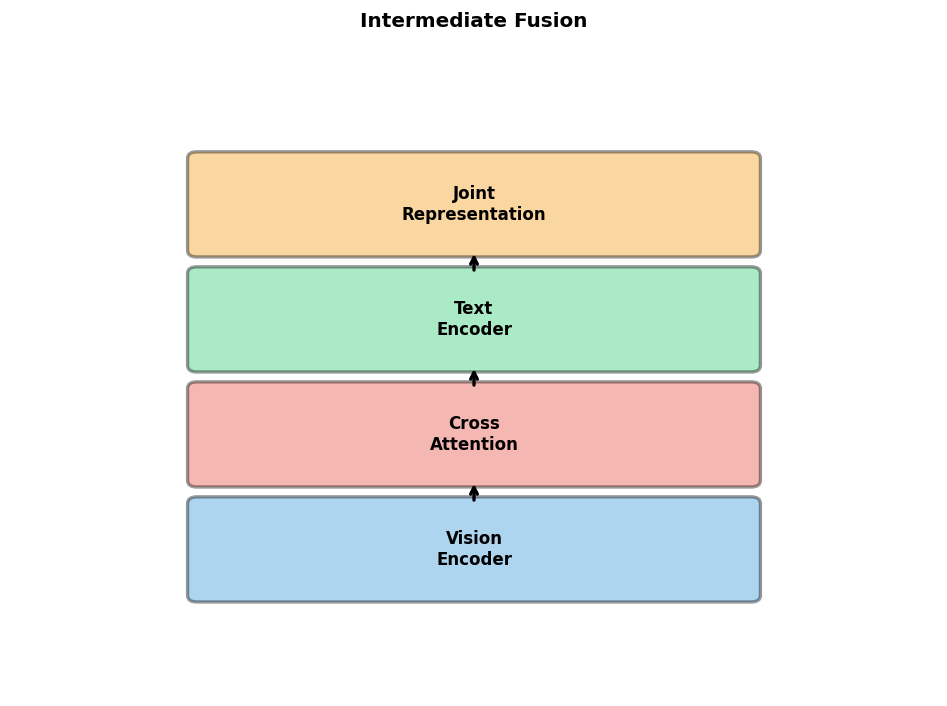 Intermediate Fusion
Joint
Representation
Text
Encoder
Cross
Attention
Vision
Encoder